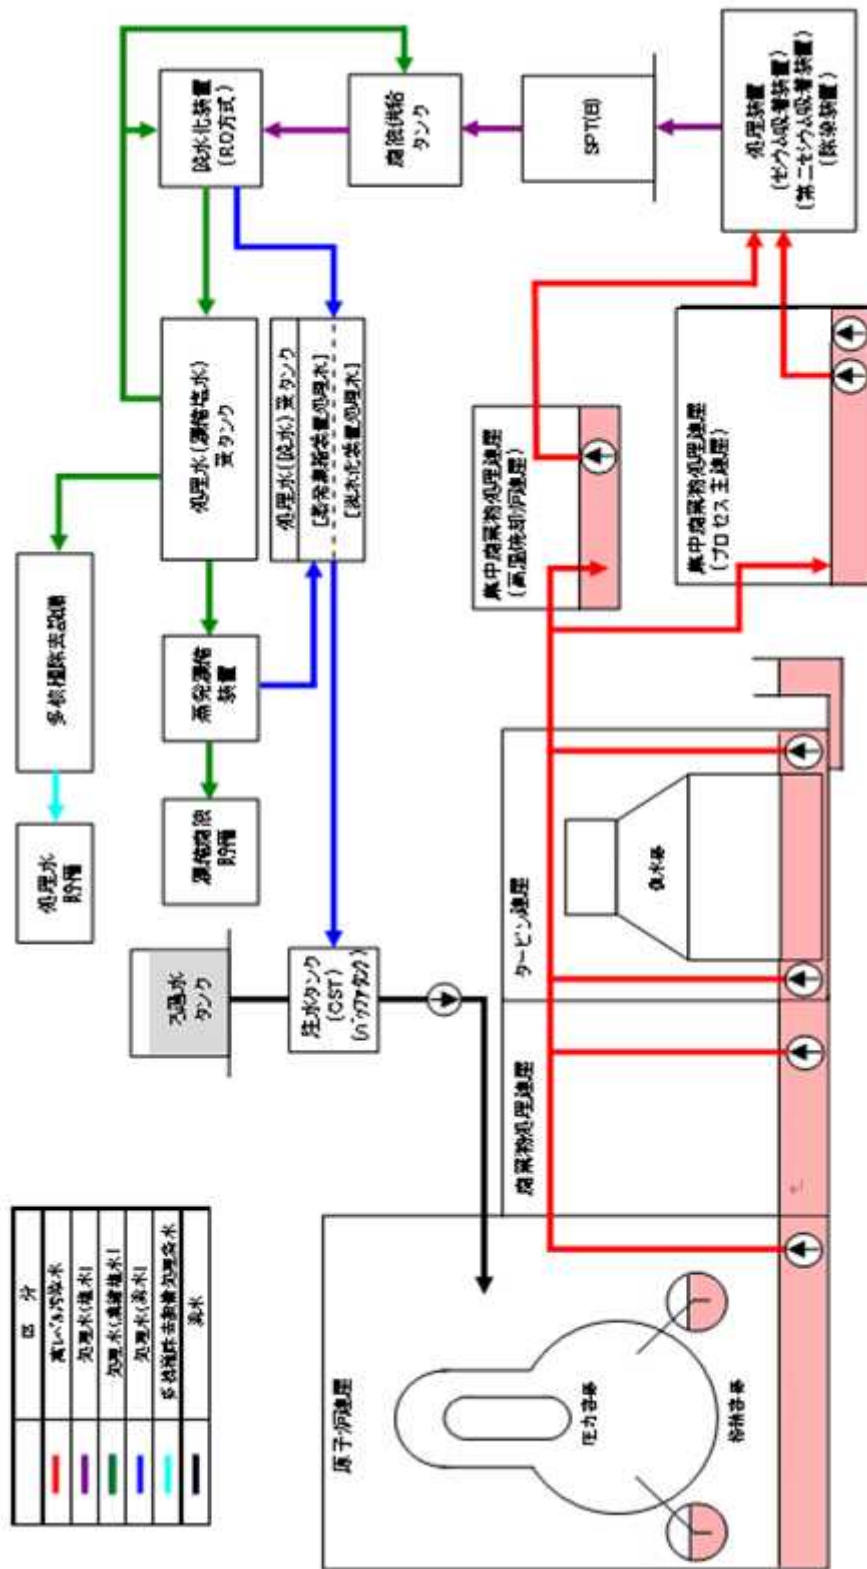 区 分
高レベル汚染水
処理水(塩水)
処理水(濃縮塩水)
処理水(淡水)
多核種除去設備処理済水
淡水
原子炉建屋
圧力容器
格納容器
廃棄物処理建屋
タービン建屋
復水器
ろ過水
タンク
注水タンク
(CST)
(バッファタンク)
処理水
貯槽
多核種除去設備
濃縮廃液
貯槽
蒸発濃縮
装置
処理水(濃縮塩水)
受タンク
処理水(淡水)受タンク
[蒸発濃縮装置処理水]
[淡水化装置処理水]
淡水化装置
(RO方式)
廃液供給
タンク
SPT(B)
処理装置
(セシウム吸着装置)
(第二セシウム吸着装置)
(除染装置)
集中廃棄物処理建屋
(高温焼却炉建屋)
集中廃棄物処理建屋
(プロセス主建屋)